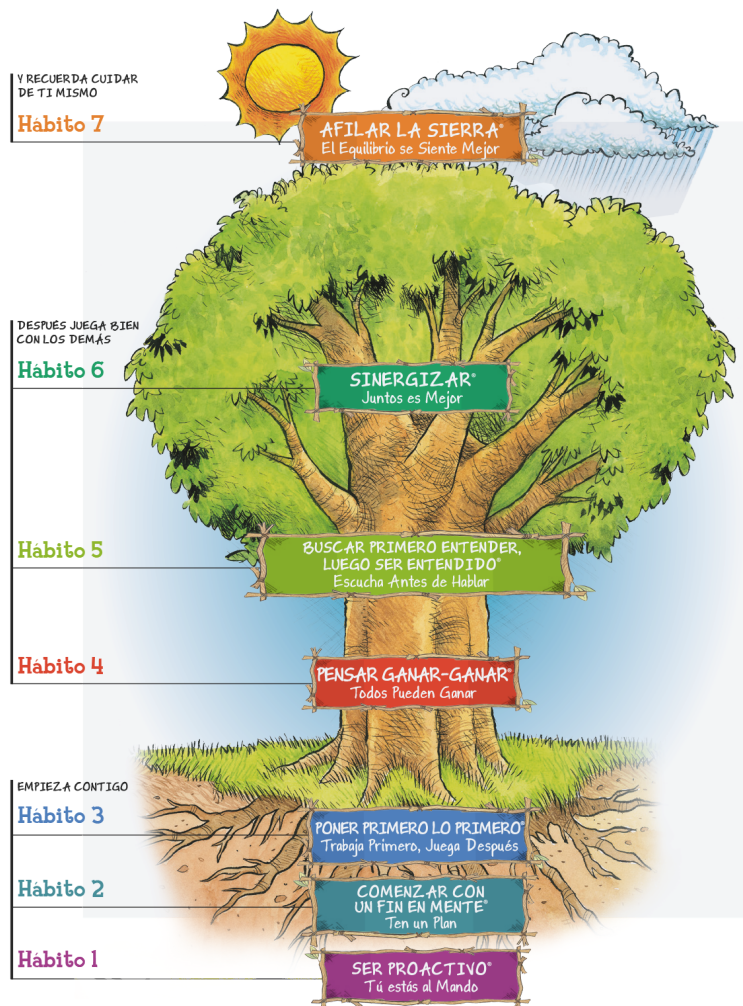 Y RECUERDA CUIDAR
DE TI MISMO
Hábito 7
AFILAR LA SIERRA®
El Equilibrio se Siente Mejor
DESPUÉS JUEGA BIEN
CON LOS DEMÁS
Hábito 6
SINERGIZAR®
Juntos es Mejor
Hábito 5
BUSCAR PRIMERO ENTENDER,
LUEGO SER ENTENDIDO®
Escucha Antes de Hablar
Hábito 4
PENSAR GANAR-GANAR®
Todos Pueden Ganar
EMPIEZA CONTIGO
Hábito 3
PONER PRIMERO LO PRIMERO®
Trabaja Primero, Juega Después
Hábito 2
COMENZAR CON
UN FIN EN MENTE®
Ten un Plan
Hábito 1
SER PROACTIVO®
Tú estás al Mando